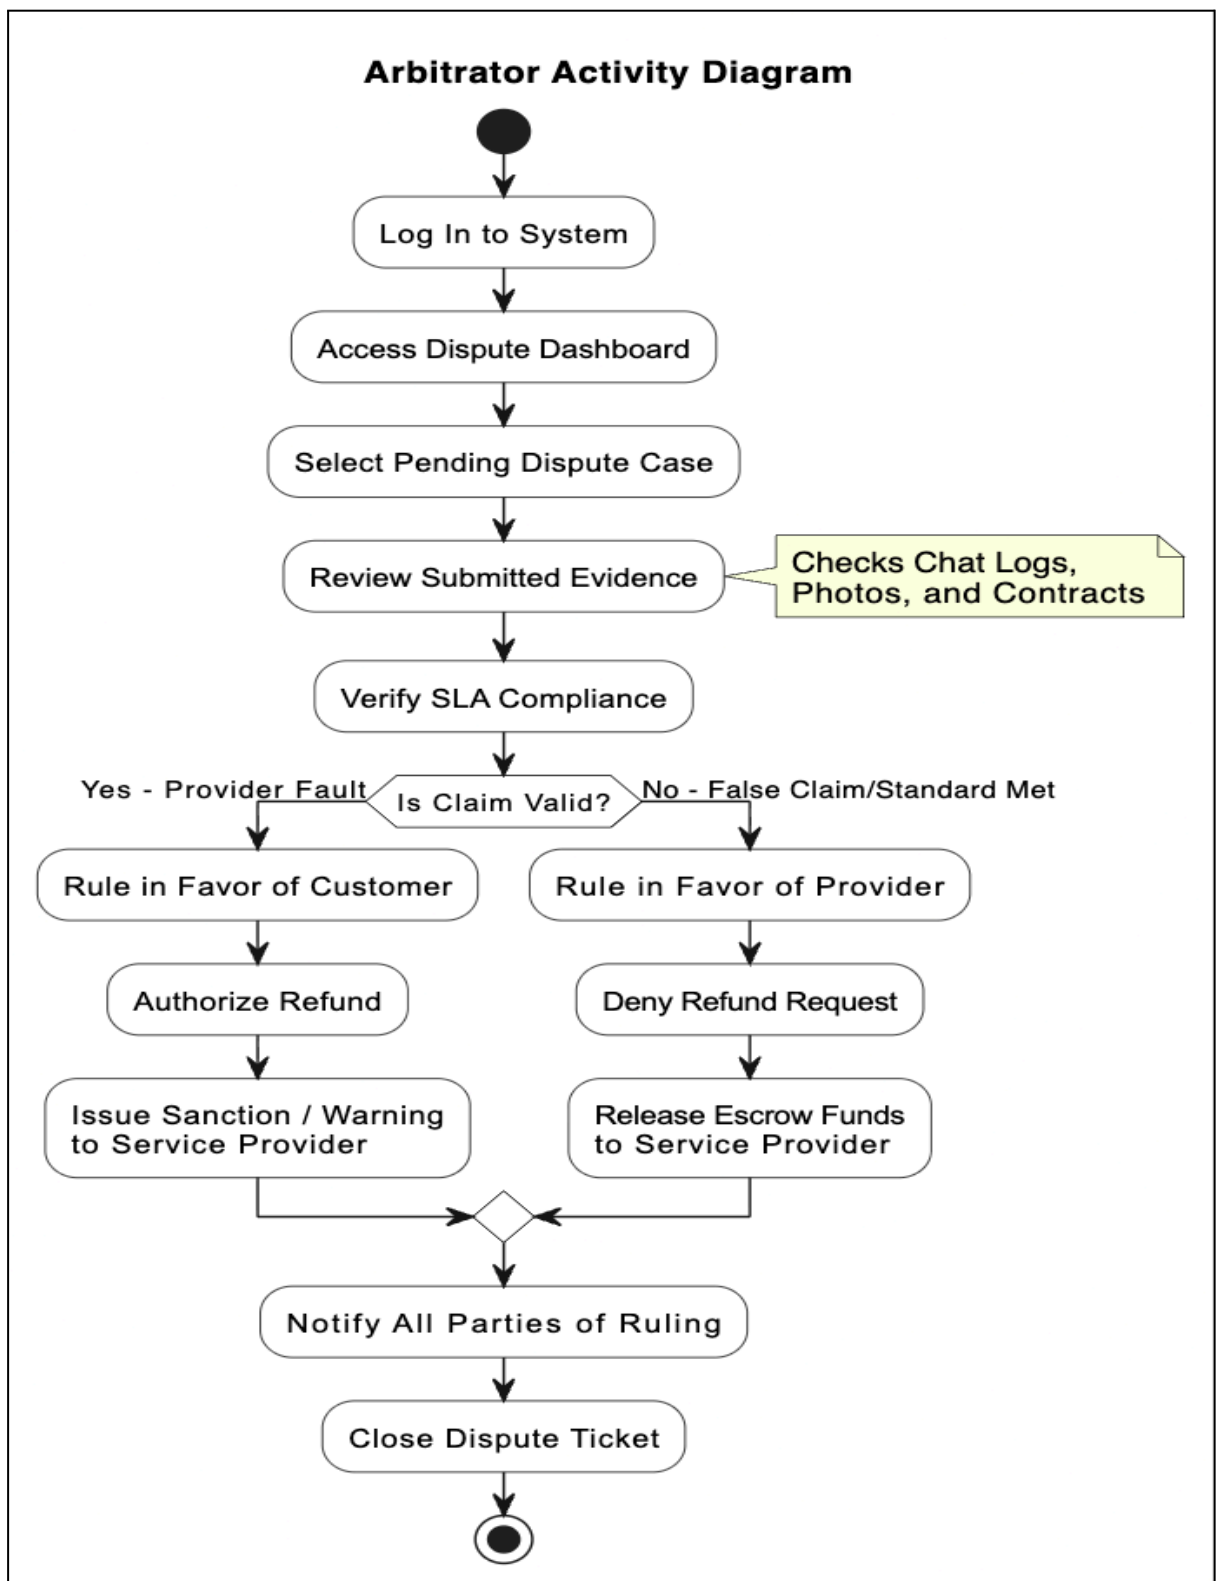 Arbitrator Activity Diagram
Log In to System
Access Dispute Dashboard
Select Pending Dispute Case
Review Submitted Evidence
Checks Chat Logs,
Photos, and Contracts
Verify SLA Compliance
Is Claim Valid?
Yes - Provider Fault
No - False Claim/Standard Met
Rule in Favor of Customer
Authorize Refund
Issue Sanction / Warning
to Service Provider
Rule in Favor of Provider
Deny Refund Request
Release Escrow Funds
to Service Provider
Notify All Parties of Ruling
Close Dispute Ticket